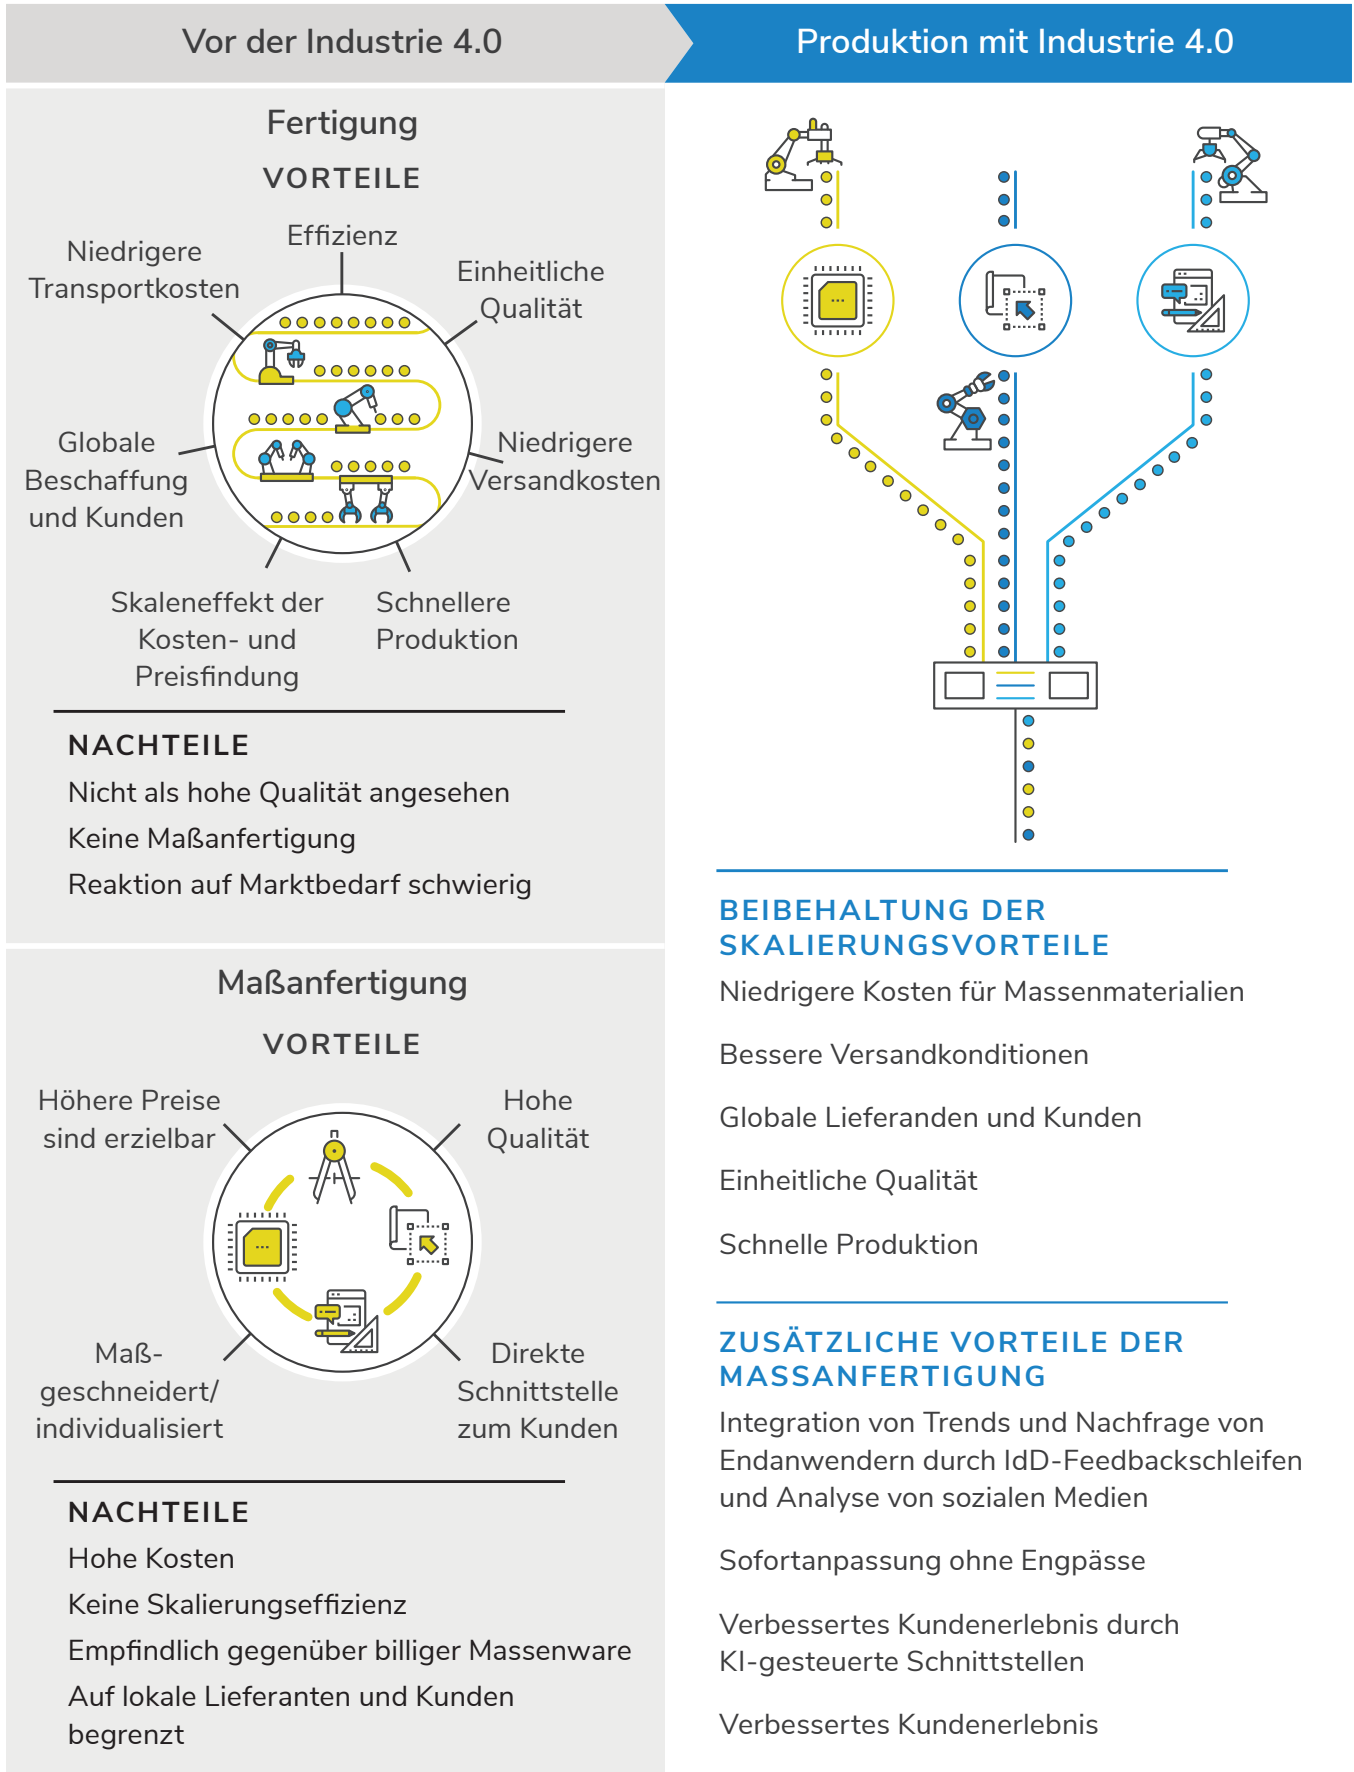 Vor der Industrie 4.0
Fertigung
VORTEILE
Effizienz
Niedrigere
Transportkosten
Einheitliche
Qualität
Globale
Beschaffung
und Kunden
Niedrigere
Versandkosten
Skaleneffekt der
Kosten- und
Preisfindung
Schnellere
Produktion
NACHTEILE
Nicht als hohe Qualität angesehen
Keine Maßanfertigung
Reaktion auf Marktbedarf schwierig
Maßanfertigung
VORTEILE
Höhere Preise
sind erzielbar
Hohe
Qualität
Maß-
geschneidert/
individualisiert
Direkte
Schnittstelle
zum Kunden
NACHTEILE
Hohe Kosten
Keine Skalierungseffizienz
Empfindlich gegenüber billiger Massenware
Auf lokale Lieferanten und Kunden
begrenzt
Produktion mit Industrie 4.0
BEIBEHALTUNG DER
SKALIERUNGSVORTEILE
Niedrigere Kosten für Massenmaterialien
Bessere Versandkonditionen
Globale Lieferanden und Kunden
Einheitliche Qualität
Schnelle Produktion
ZUSÄTZLICHE VORTEILE DER
MASSANFERTIGUNG
Integration von Trends und Nachfrage von
Endanwendern durch IdD-Feedbackschleifen
und Analyse von sozialen Medien
Sofortanpassung ohne Engpässe
Verbessertes Kundenerlebnis durch
KI-gesteuerte Schnittstellen
Verbessertes Kundenerlebnis